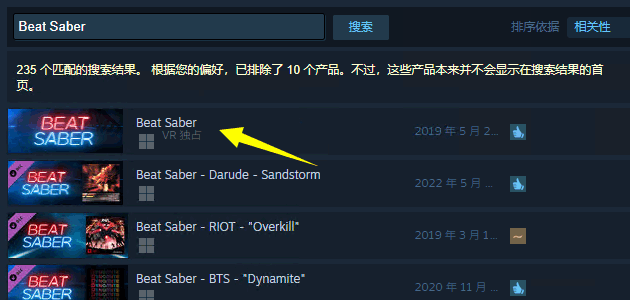 Beat Saber
搜索
排序依据
相关性
235 个匹配的搜索结果。 根据您的偏好，已排除了 10 个产品。不过，这些产品本来并不会显示在搜索结果的首
页。
BEAT
SABER
Beat Saber
VR 独占
2019 年 5 月 2...
BEAT
SABER
Beat Saber - Darude - Sandstorm
2022 年 5 月 ...
BEAT
SABER
Beat Saber - RIOT - "Overkill"
2019 年 3 月 1...
BEAT
SABER
Beat Saber - BTS - "Dynamite"
2020 年 11 月 ...